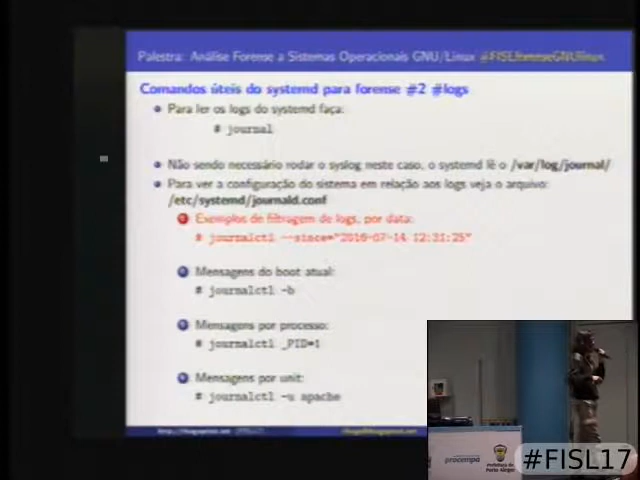 Palestra: Análise Forense a Sistemas Operacionais GNU/Linux #FISLforenseGNUlinux
Comandos úteis do systemd para forense #2 #logs
Para ler os logs do systemd faça:
# journal
Não sendo necessário rodar o syslog neste caso, o systemd lê o /var/log/journal/
Para ver a configuração do sistema em relação aos logs veja o arquivo:
/etc/systemd/journald.conf
Exemplos de filtragem de logs, por data:
# journalctl --since="2016-07-14 12:31:25"
Mensagens do boot atual:
# journalctl -b
Mensagens por processo:
# journalctl _PID=1
Mensagens por unit:
# journalctl -u apache
procempa
Prefeitura de
Porto Alegre
#FISL17